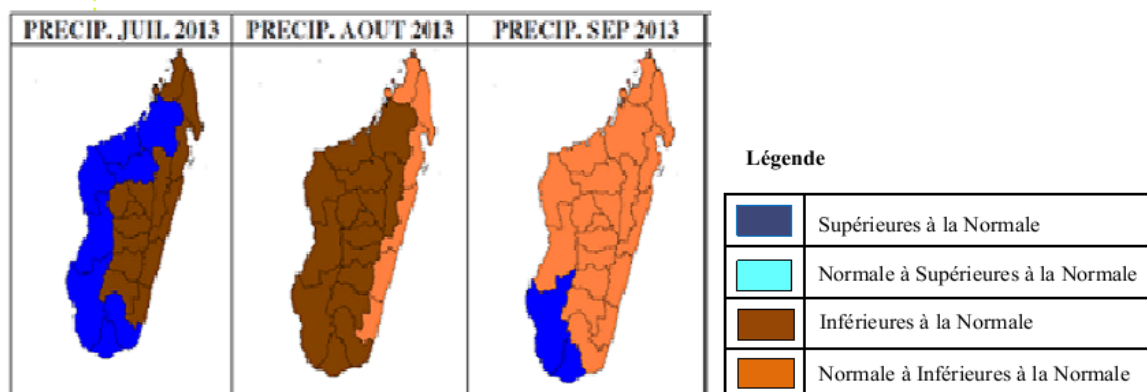 PRECIP. JUIL 2013
PRECIP. AOUT 2013
PRECIP. SEP 2013
Légende
Supérieures à la Normale
Normale à Supérieures à la Normale
Inférieures à la Normale
Normale à Inférieures à la Normale